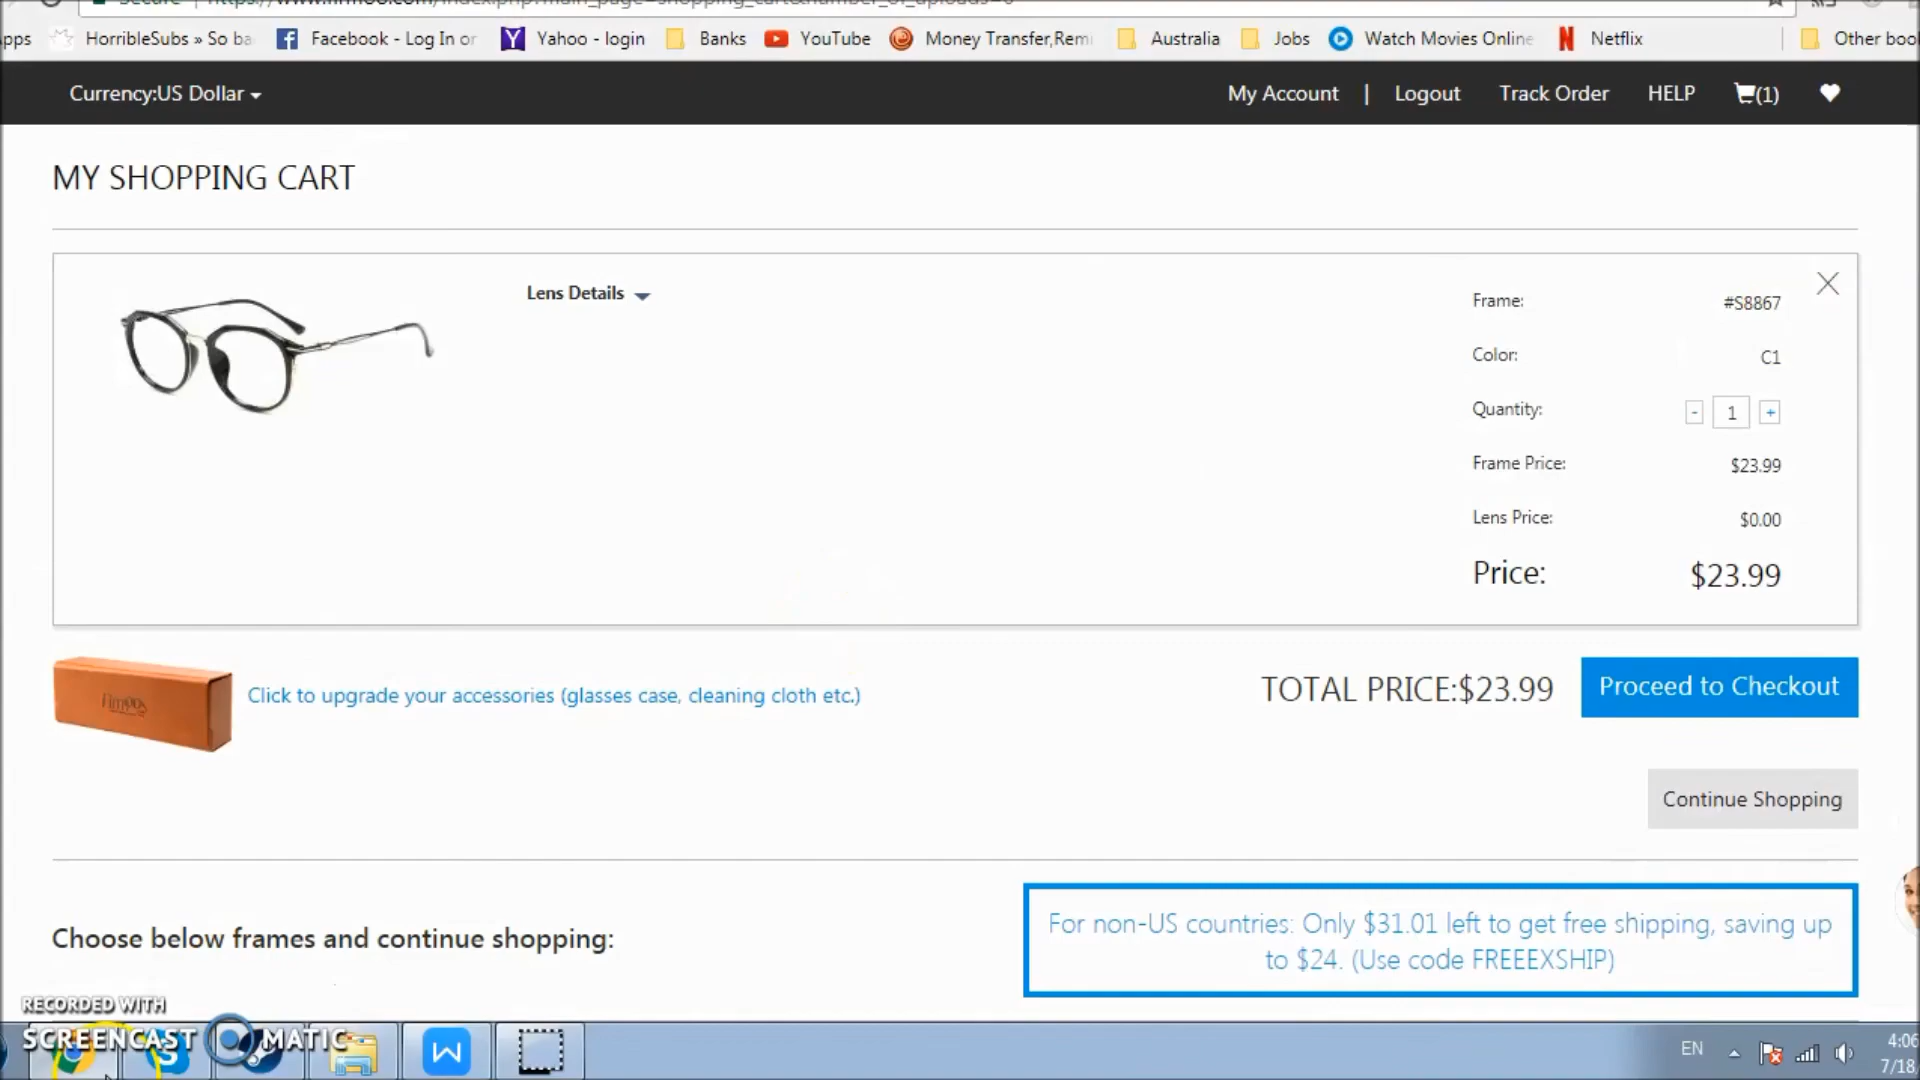 HorribleSubs » So ba
Facebook - Log In or
Yahoo - login
Banks
YouTube
Money Transfer,Remi
Australia
Jobs
Watch Movies Online
Netflix
Other boo
Currency:US Dollar
My Account | Logout Track Order HELP (1)
MY SHOPPING CART
Lens Details
Frame: #S8867
Color: C1
Quantity: - 1 +
Frame Price: $23.99
Lens Price: $0.00
Price: $23.99
Click to upgrade your accessories (glasses case, cleaning cloth etc.)
TOTAL PRICE:$23.99
Proceed to Checkout
Continue Shopping
Choose below frames and continue shopping:
For non-US countries: Only $31.01 left to get free shipping, saving up
to $24. (Use code FREEEXSHIP)
RECORDED WITH
SCREENCAST MATIC
EN
4:06
7/18